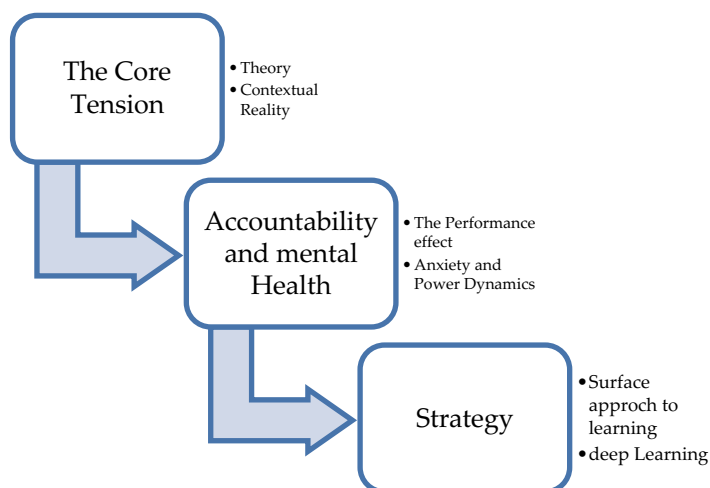 The Core
Tension
• Theory
• Contextual
Reality
Accountability
and mental
Health
• The Performance
effect
• Anxiety and
Power Dynamics
Strategy
•Surface
approch to
learning
•deep Learning